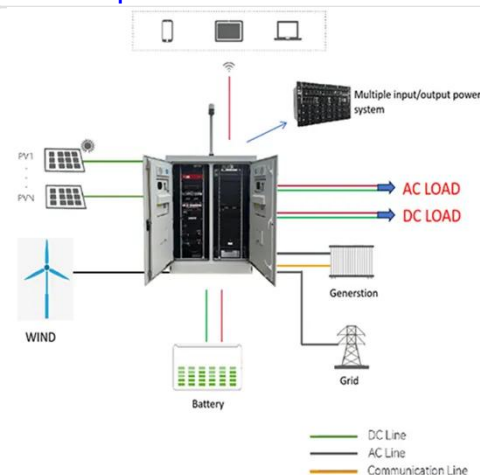 Multiple input/output power
system
PV1
PVN
AC LOAD
DC LOAD
Generstion
WIND
Grid
Battery
DC Line
AC Line
Communication Line